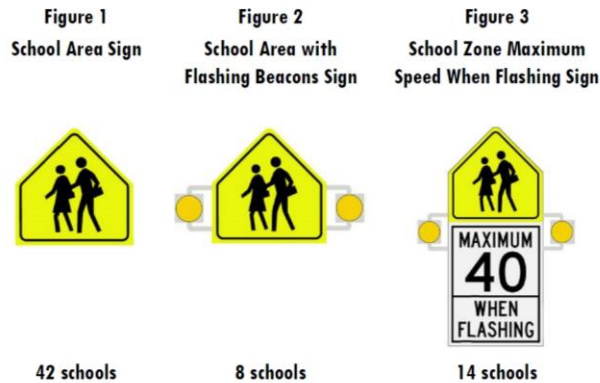 Figure 1
School Area Sign
Figure 2
School Area with
Flashing Beacons Sign
Figure 3
School Zone Maximum
Speed When Flashing Sign
MAXIMUM
40
WHEN
FLASHING
42 schools
8 schools
14 schools